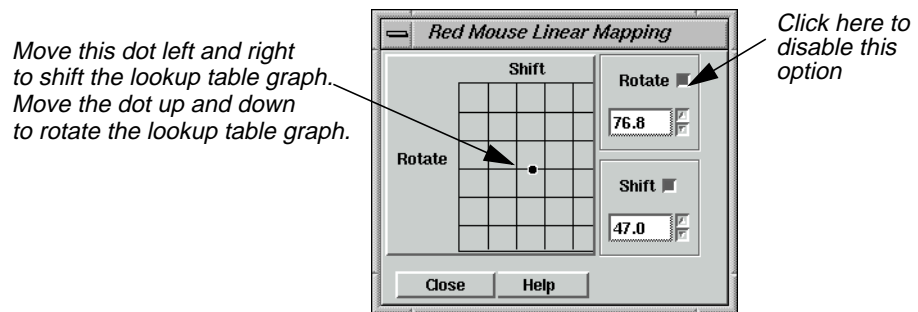 Red Mouse Linear Mapping
Move this dot left and right
to shift the lookup table graph.
Move the dot up and down
to rotate the lookup table graph.
Click here to
disable this
option
Shift
Rotate
Rotate
76.8
Shift
47.0
Close
Help